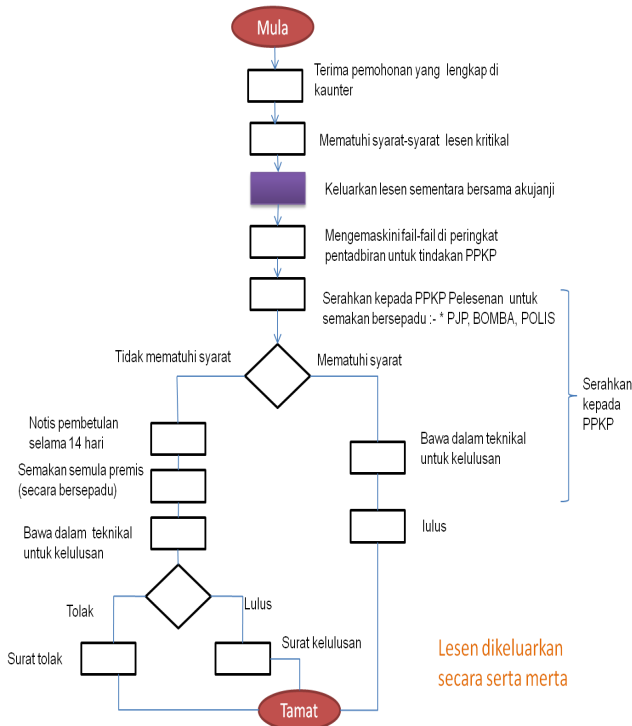 Mula
Terima pemohonan yang lengkap di
kaunter
Mematuhi syarat-syarat lesen kritikal
Keluarkan lesen sementara bersama akujanji
Mengemaskini fail-fail di peringkat
pentadbiran untuk tindakan PPKP
Serahkan kepada PPKP Pelesenan untuk
semakan bersepadu :- * PJP, BOMBA, POLIS
Tidak mematuhi syarat
Mematuhi syarat
Serahkan
kepada
PPKP
Notis pembetulan
selama 14 hari
Semakan semula premis
(secara bersepadu)
Bawa dalam teknikal
untuk kelulusan
Bawa dalam teknikal
untuk kelulusan
lulus
Tolak
Lulus
Surat tolak
Surat kelulusan
Lesen dikeluarkan
secara serta merta
Tamat